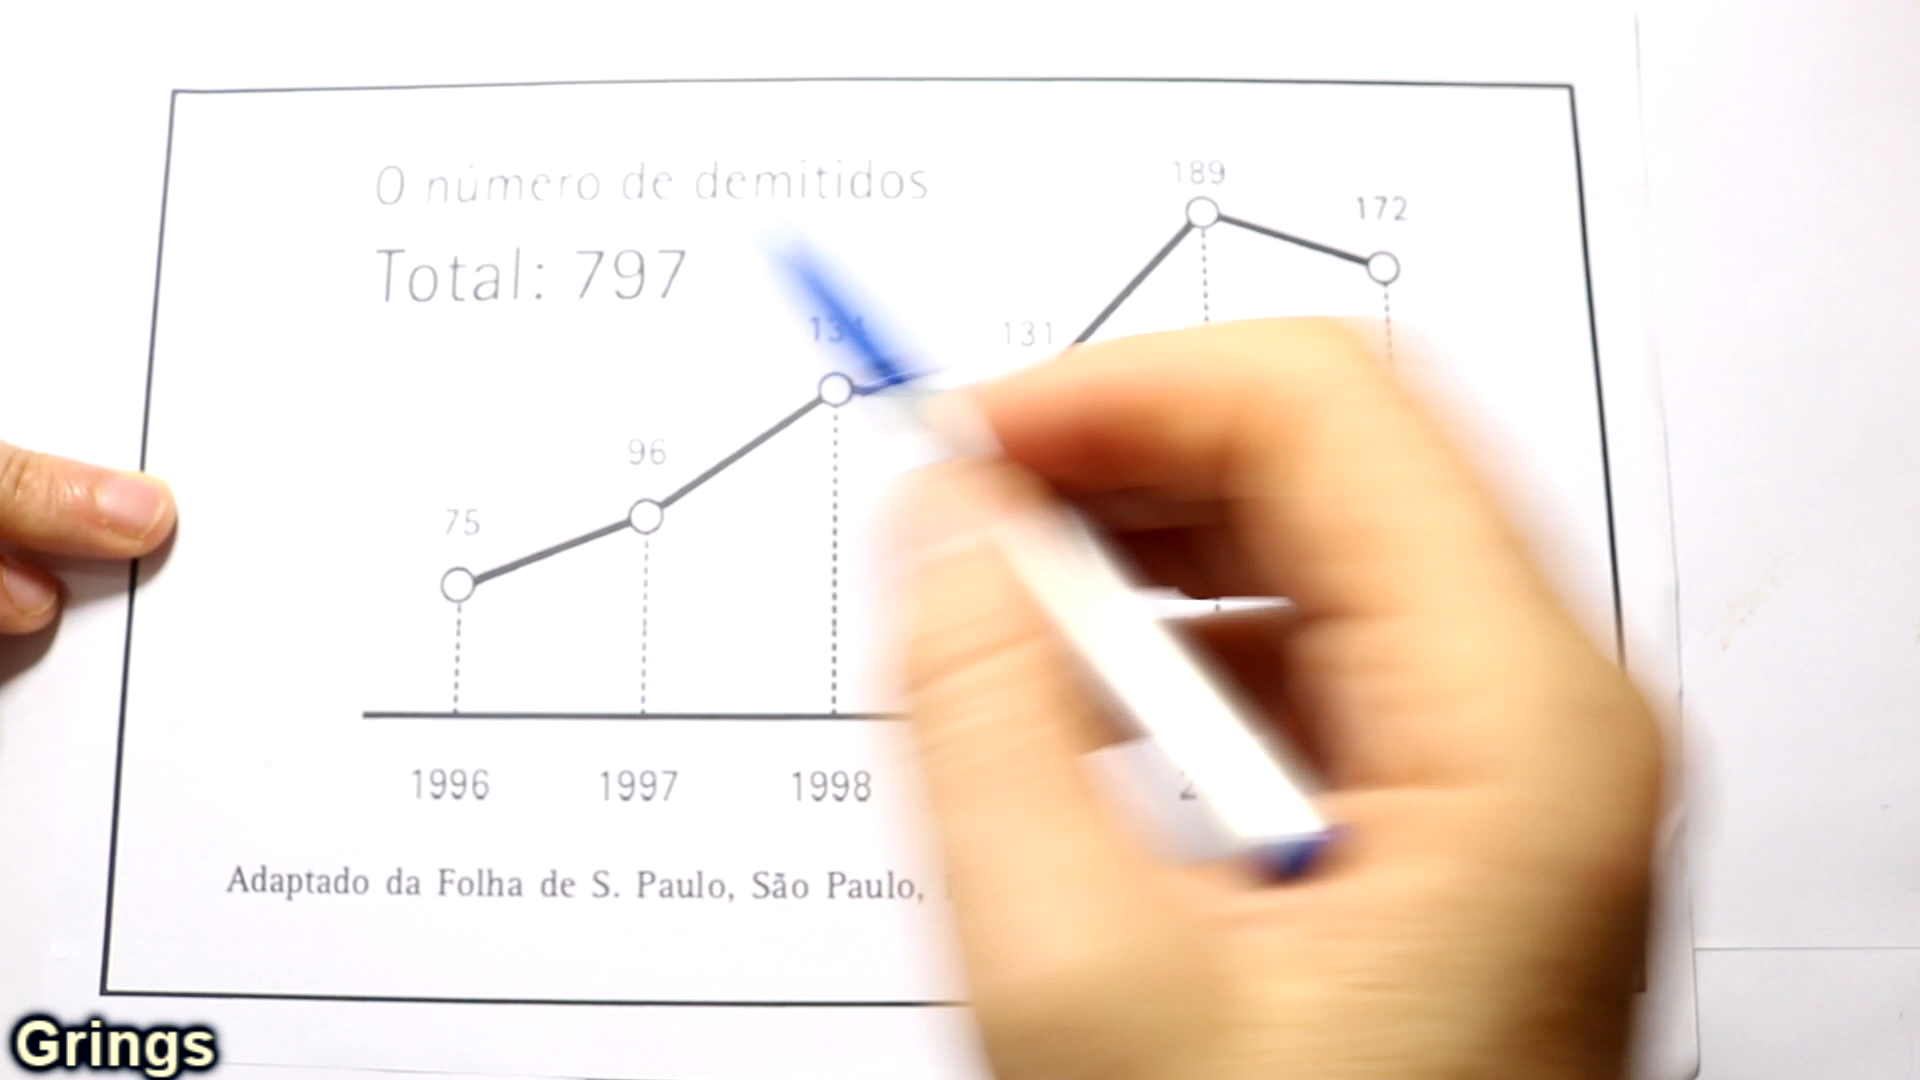 O número de demitidos
Total: 797
189
172
131
96
75
1996 1997 1998
Adaptado da Folha de S. Paulo, São Paulo,
Grings